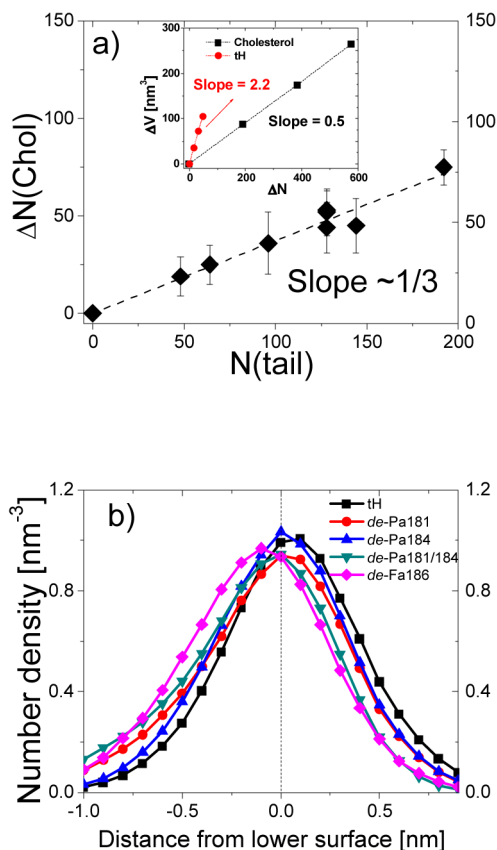 a)
Cholesterol
tH
ΔV [nm³]
300
200
100
0
Slope = 2.2
Slope = 0.5
0 200 400 600
ΔN
ΔN(Chol)
150
100
50
0
150
100
50
0
Slope ~1/3
0 50 100 150 200
N(tail)
b)
Number density [nm⁻³]
1.2
0.8
0.4
0.0
1.2
0.8
0.4
0.0
tH
de-Pa181
de-Pa184
de-Pa181/184
de-Fa186
-1.0 -0.5 0.0 0.5
Distance from lower surface [nm]